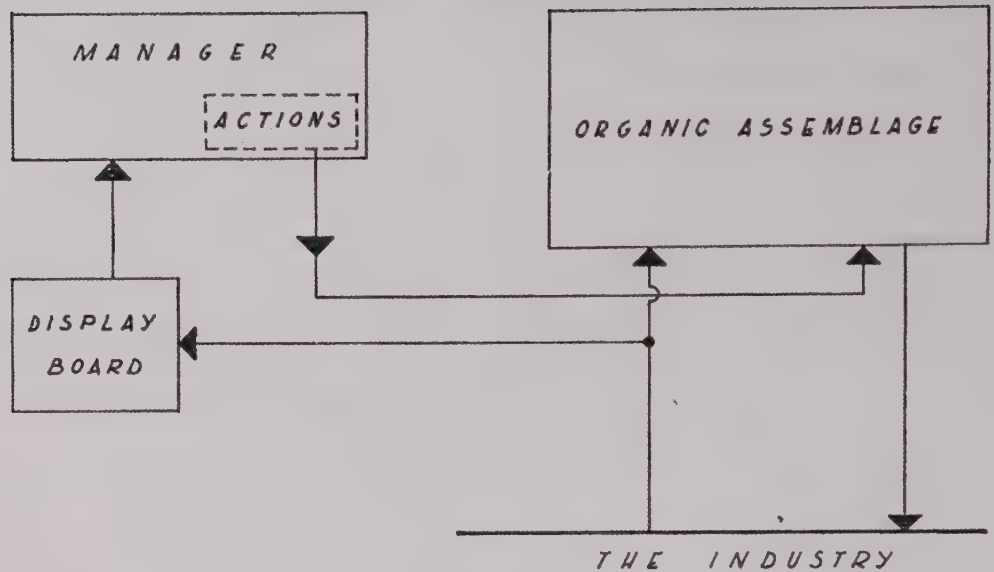 MANAGER
ACTIONS
ORGANIC ASSEMBLAGE
DISPLAY
BOARD
THE INDUSTRY